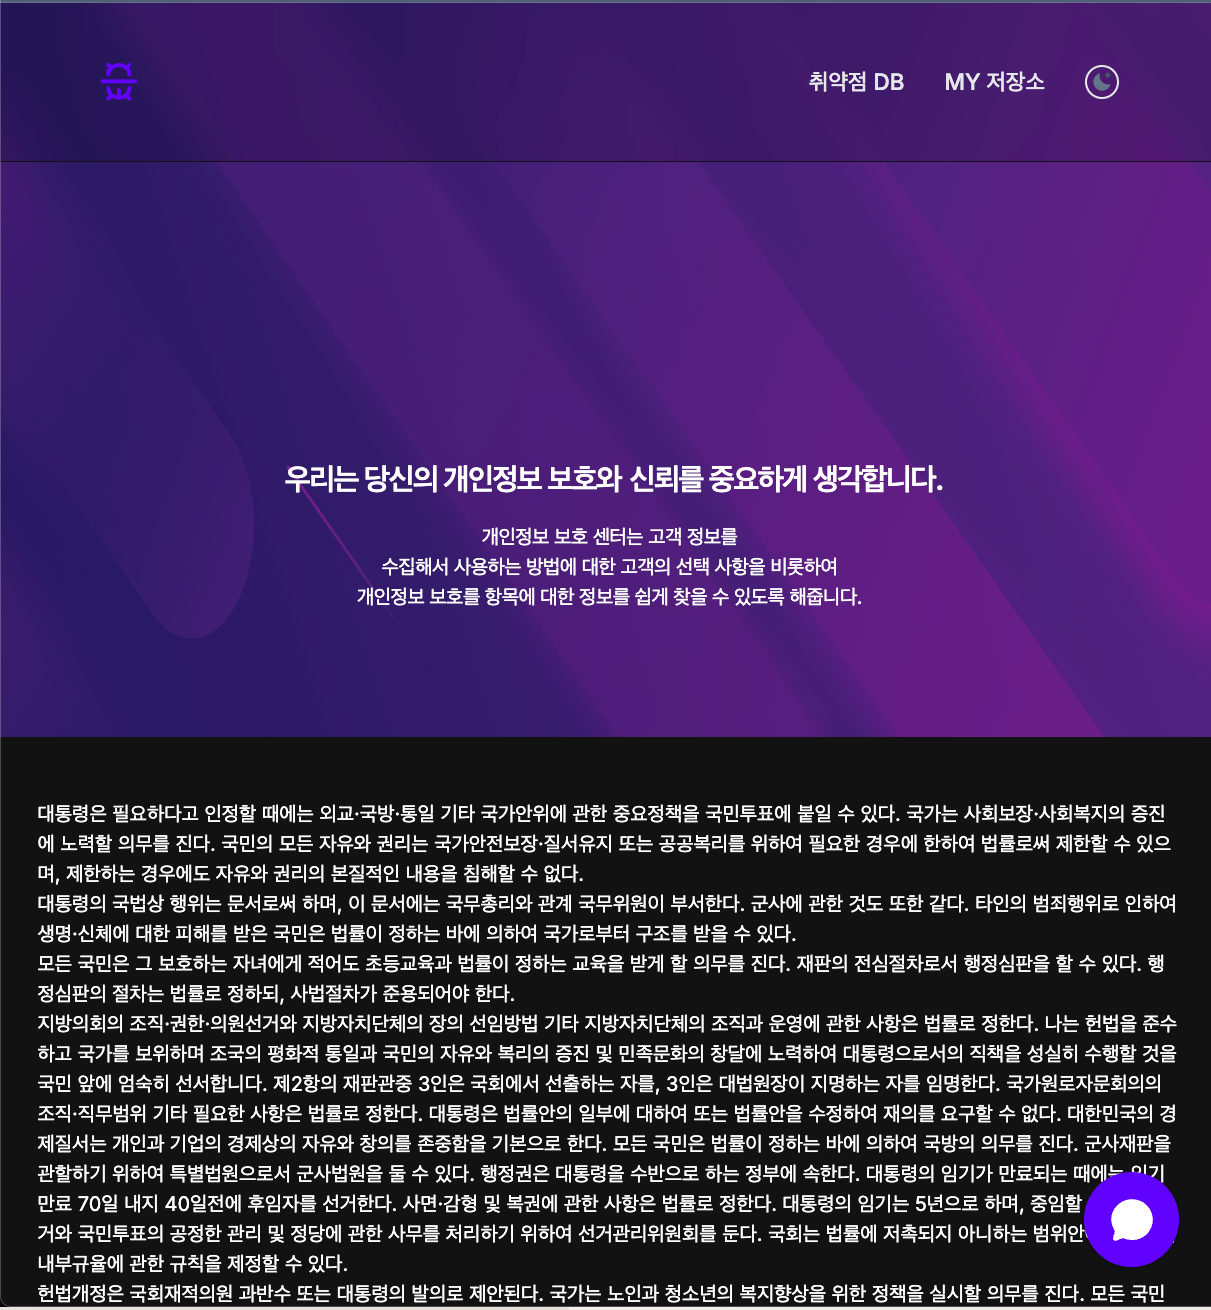 취약점 DB MY 저장소
우리는 당신의 개인정보 보호와 신뢰를 중요하게 생각합니다.
개인정보 보호 센터는 고객 정보를
수집해서 사용하는 방법에 대한 고객의 선택 사항을 비롯하여
개인정보 보호를 항목에 대한 정보를 쉽게 찾을 수 있도록 해줍니다.
대통령은 필요하다고 인정할 때에는 외교·국방·통일 기타 국가안위에 관한 중요정책을 국민투표에 붙일 수 있다. 국가는 사회보장·사회복지의 증진
에 노력할 의무를 진다. 국민의 모든 자유와 권리는 국가안전보장·질서유지 또는 공공복리를 위하여 필요한 경우에 한하여 법률로써 제한할 수 있으
며, 제한하는 경우에도 자유와 권리의 본질적인 내용을 침해할 수 없다.
대통령의 국법상 행위는 문서로써 하며, 이 문서에는 국무총리와 관계 국무위원이 부서한다. 군사에 관한 것도 또한 같다. 타인의 범죄행위로 인하여
생명·신체에 대한 피해를 받은 국민은 법률이 정하는 바에 의하여 국가로부터 구조를 받을 수 있다.
모든 국민은 그 보호하는 자녀에게 적어도 초등교육과 법률이 정하는 교육을 받게 할 의무를 진다. 재판의 전심절차로서 행정심판을 할 수 있다. 행
정심판의 절차는 법률로 정하되, 사법절차가 준용되어야 한다.
지방의회의 조직·권한·의원선거와 지방자치단체의 장의 선임방법 기타 지방자치단체의 조직과 운영에 관한 사항은 법률로 정한다. 나는 헌법을 준수
하고 국가를 보위하며 조국의 평화적 통일과 국민의 자유와 복리의 증진 및 민족문화의 창달에 노력하여 대통령으로서의 직책을 성실히 수행할 것을
국민 앞에 엄숙히 선서합니다. 제2항의 재판관중 3인은 국회에서 선출하는 자를, 3인은 대법원장이 지명하는 자를 임명한다. 국가원로자문회의의
조직·직무범위 기타 필요한 사항은 법률로 정한다. 대통령은 법률안의 일부에 대하여 또는 법률안을 수정하여 재의를 요구할 수 없다. 대한민국의 경
제질서는 개인과 기업의 경제상의 자유와 창의를 존중함을 기본으로 한다. 모든 국민은 법률이 정하는 바에 의하여 국방의 의무를 진다. 군사재판을
관할하기 위하여 특별법원으로서 군사법원을 둘 수 있다. 행정권은 대통령을 수반으로 하는 정부에 속한다. 대통령의 임기가 만료되는 때에는 임기
만료 70일 내지 40일전에 후임자를 선거한다. 사면·감형 및 복권에 관한 사항은 법률로 정한다. 대통령의 임기는 5년으로 하며, 중임할
거와 국민투표의 공정한 관리 및 정당에 관한 사무를 처리하기 위하여 선거관리위원회를 둔다. 국회는 법률에 저촉되지 아니하는
내부규율에 관한 규칙을 제정할 수 있다.
헌법개정은 국회재적의원 과반수 또는 대통령의 발의로 제안된다. 국가는 노인과 청소년의 복지향상을 위한 정책을 실시할 의무를 진다. 모든 국민